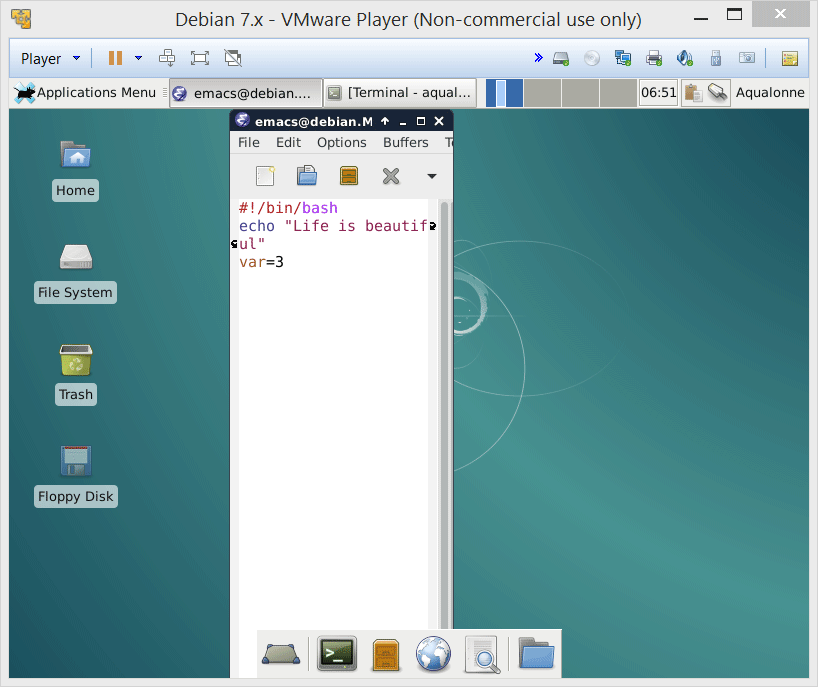 Debian 7.x - VMware Player (Non-commercial use only)
Player
Applications Menu emacs@debian.... [Terminal - aqual... 06:51 Aqualonne
emacs@debian.M
File Edit Options Buffers
Home
File System
Trash
Floppy Disk
#!/bin/bash
echo "Life is beautif
ul"
var=3